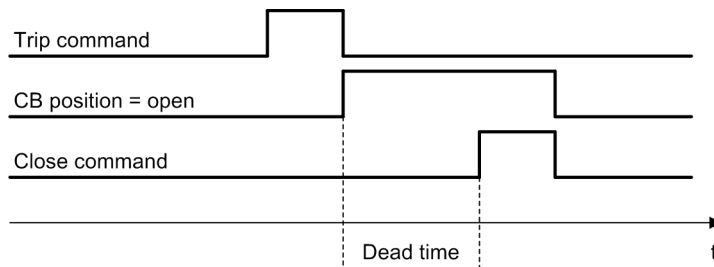 Trip command
CB position = open
Close command
Dead time
t